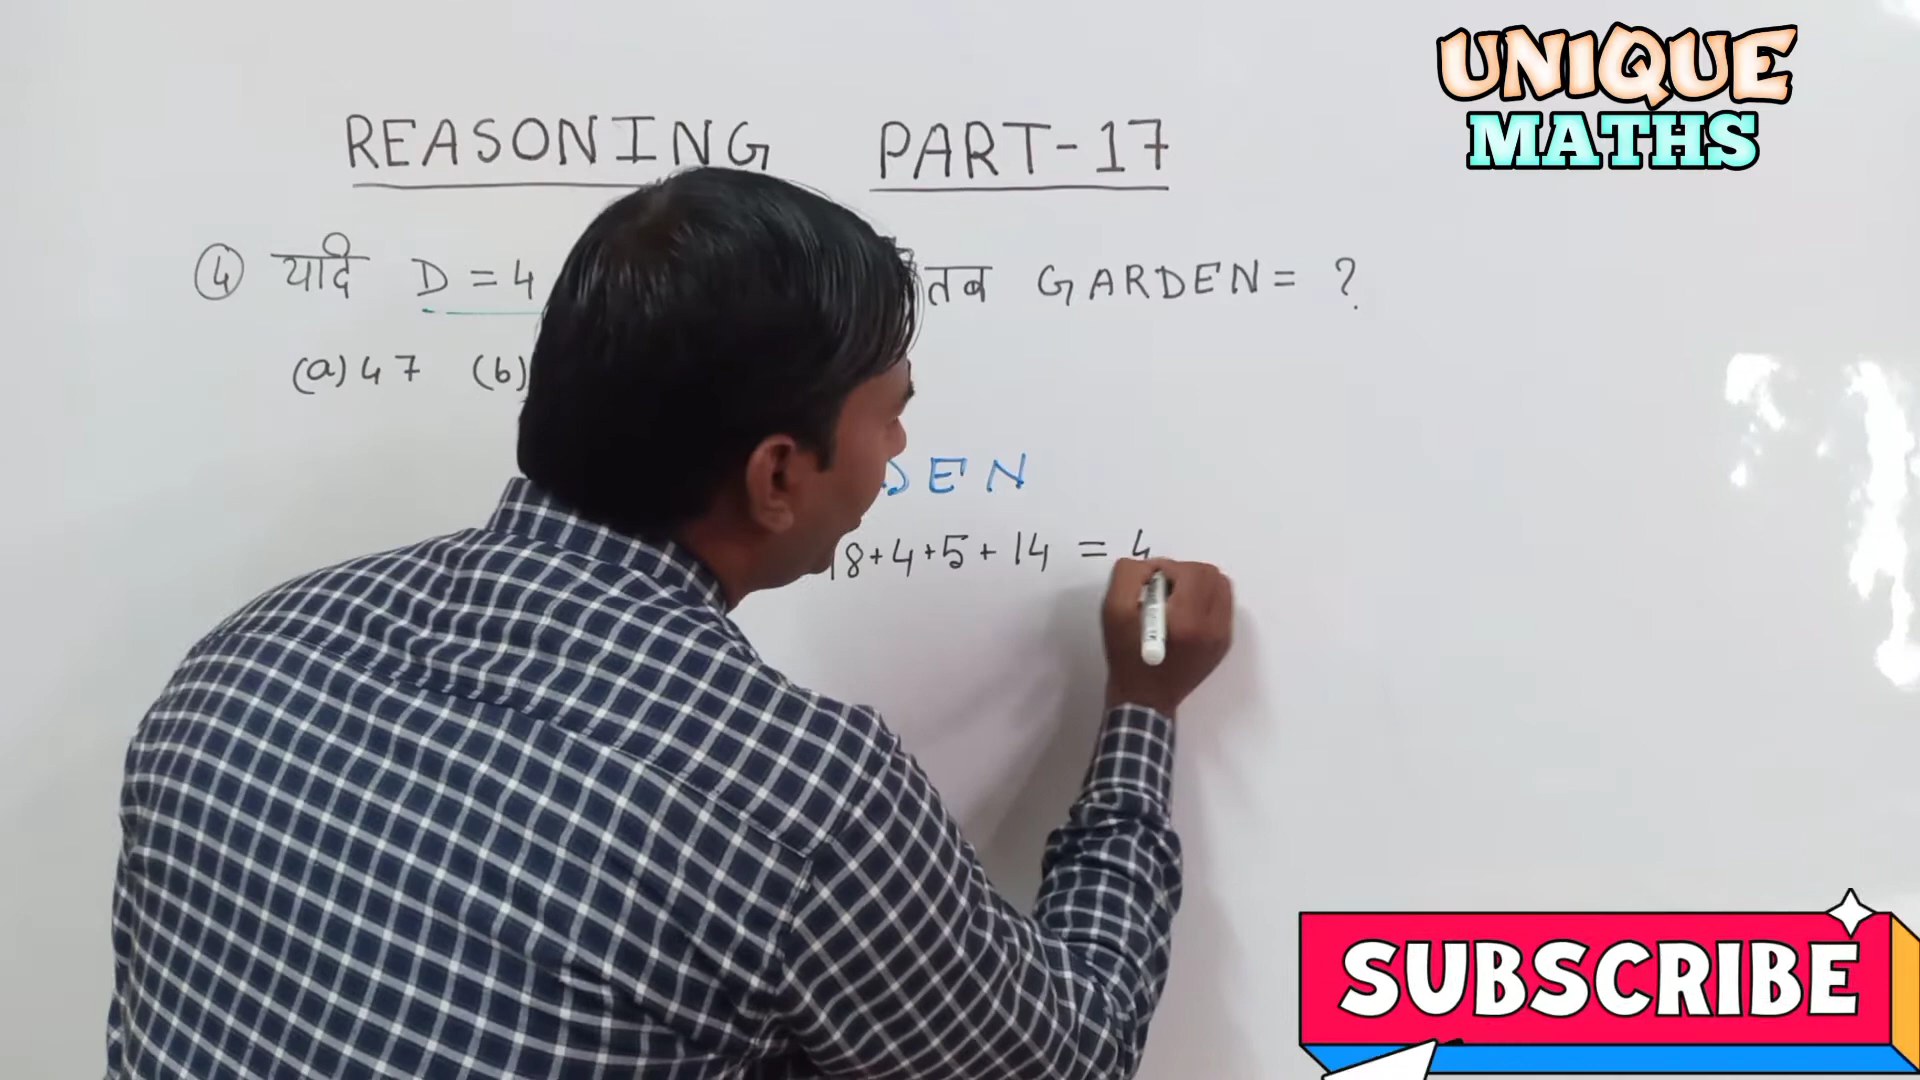 UNIQUE
MATHS
REASONING PART-17
④ यदि D = 4 तब GARDEN = ?
(a) 47 (b)
DEN
18+4+5+14 = 4
SUBSCRIBE